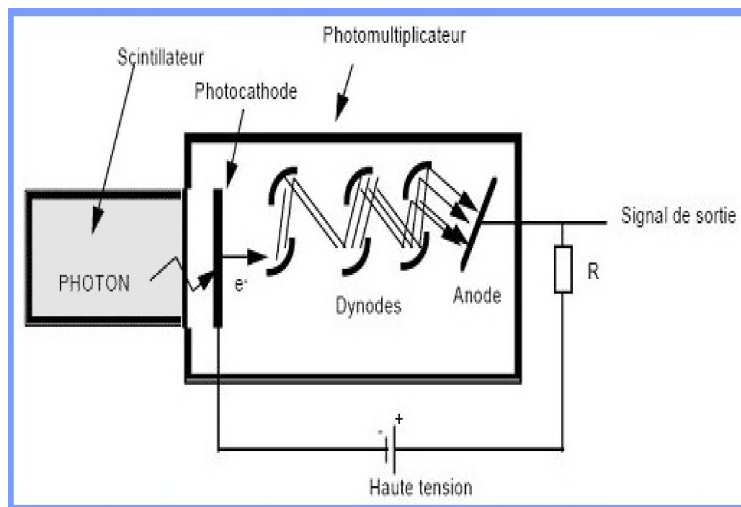 Photomultiplicateur
Scintillateur
Photocathode
Signal de sortie
PHOTON
e-
Dynodes
Anode
R
- +
Haute tension